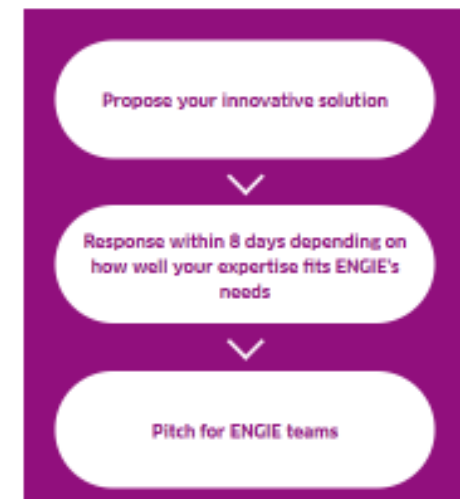 Propose your innovative solution
Response within 8 days depending on
how well your expertise fits ENGIE's
needs
Pitch for ENGIE teams